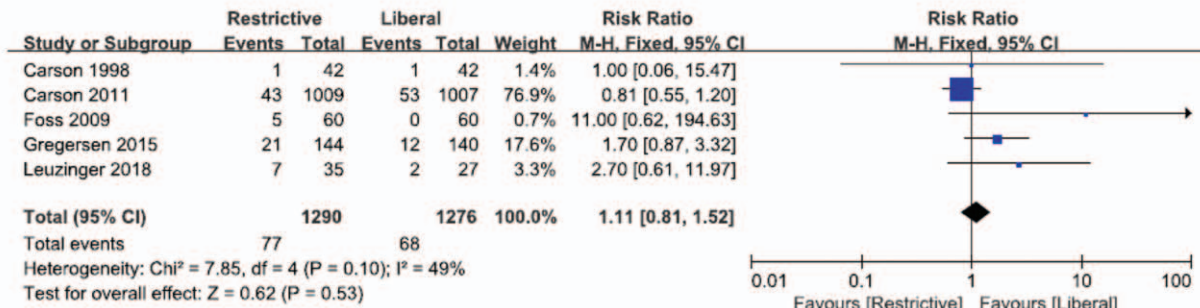 Restrictive Liberal Risk Ratio Risk Ratio
Study or Subgroup Events Total Events Total Weight M-H, Fixed, 95% CI M-H, Fixed, 95% CI
Carson 1998 1 42 1 42 1.4% 1.00 [0.06, 15.47]
Carson 2011 43 1009 53 1007 76.9% 0.81 [0.55, 1.20]
Foss 2009 5 60 0 60 0.7% 11.00 [0.62, 194.63]
Gregersen 2015 21 144 12 140 17.6% 1.70 [0.87, 3.32]
Leuzinger 2018 7 35 2 27 3.3% 2.70 [0.61, 11.97]
Total (95% CI) 1290 1276 100.0% 1.11 [0.81, 1.52]
Total events 77 68
Heterogeneity: Chi² = 7.85, df = 4 (P = 0.10); I² = 49%
Test for overall effect: Z = 0.62 (P = 0.53)
0.01 0.1 1 10 100
Favours [Restrictive] Favours [Liberal]